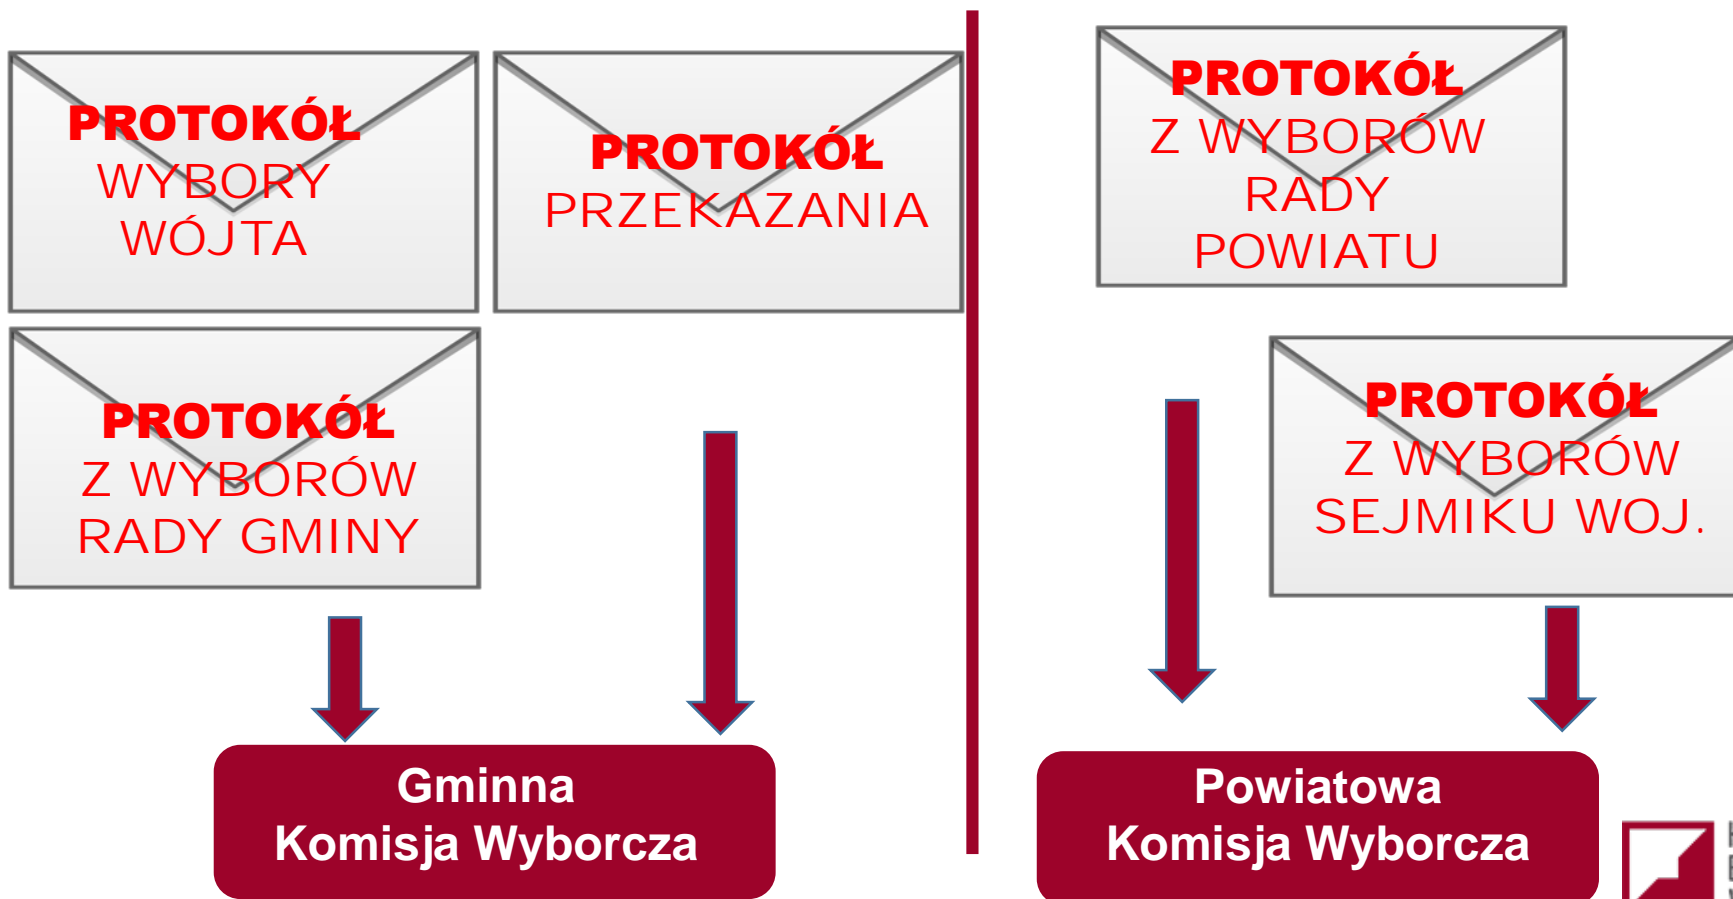 PROTOKÓŁ
WYBORY
WÓJTA
PROTOKÓŁ
PRZEKAZANIA
PROTOKÓŁ
Z WYBORÓW
RADY GMINY
Gminna
Komisja Wyborcza
PROTOKÓŁ
Z WYBORÓW
RADY
POWIATU
PROTOKÓŁ
Z WYBORÓW
SEJMIKU WOJ.
Powiatowa
Komisja Wyborcza